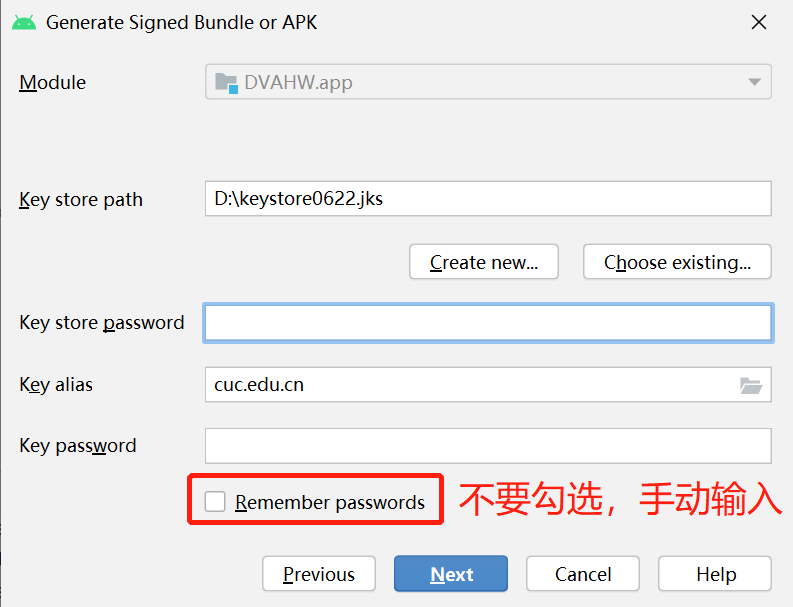 Generate Signed Bundle or APK
Module DVAHW.app
Key store path D:\keystore0622.jks
Create new... Choose existing...
Key store password
Key alias cuc.edu.cn
Key password
Remember passwords 不要勾选，手动输入
Previous Next Cancel Help